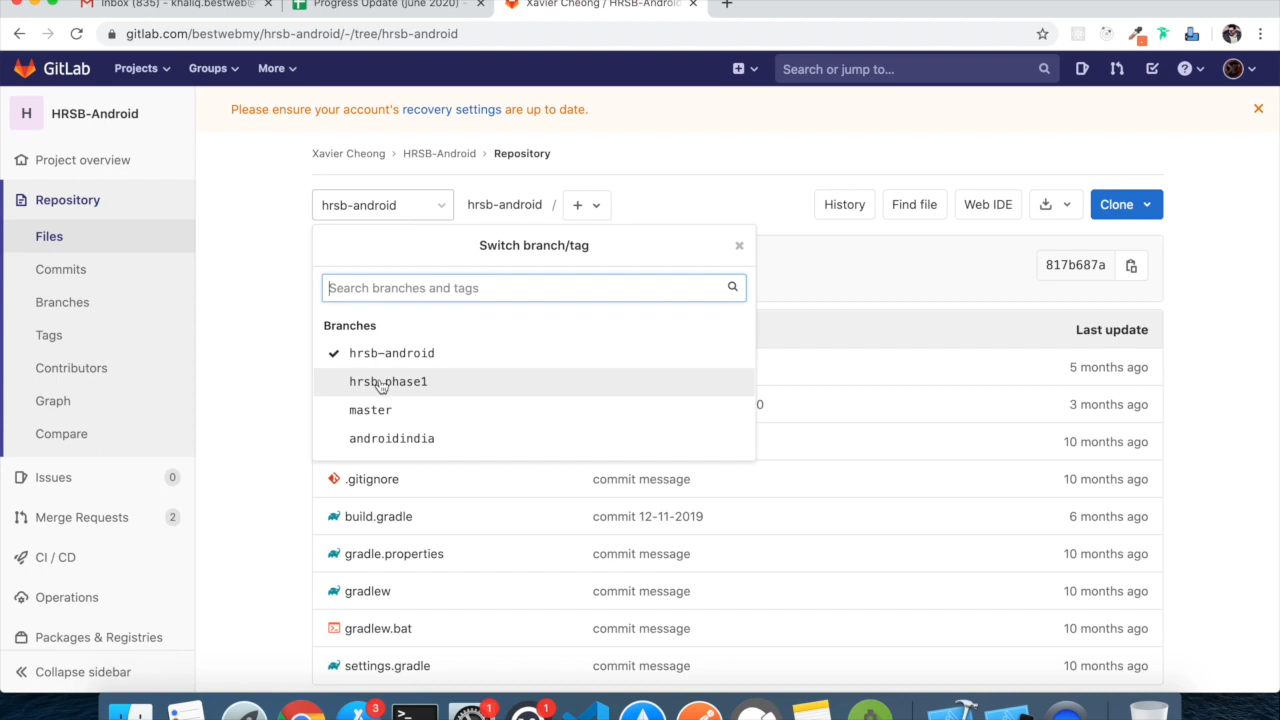 Inbox (835) - khaliq.bestweb@
Progress Update (june 2020) -
Xavier Cheong / HRSB-Android
gitlab.com/bestwebmy/hrsb-android/-/tree/hrsb-android
GitLab Projects Groups More Search or jump to...
H HRSB-Android
Please ensure your account's recovery settings are up to date.
Project overview
Repository
Files
Commits
Branches
Tags
Contributors
Graph
Compare
Issues 0
Merge Requests 2
CI / CD
Operations
Packages & Registries
Collapse sidebar
Xavier Cheong > HRSB-Android > Repository
hrsb-android hrsb-android / + History Find file Web IDE Clone
Switch branch/tag
Search branches and tags
817b687a
Branches
hrsb-android
hrsb-phase1
master
androidindia
Last update
5 months ago
0 3 months ago
10 months ago
.gitignore commit message 10 months ago
build.gradle commit 12-11-2019 6 months ago
gradle.properties commit message 10 months ago
gradlew commit message 10 months ago
gradlew.bat commit message 10 months ago
settings.gradle commit message 10 months ago
3 1 1